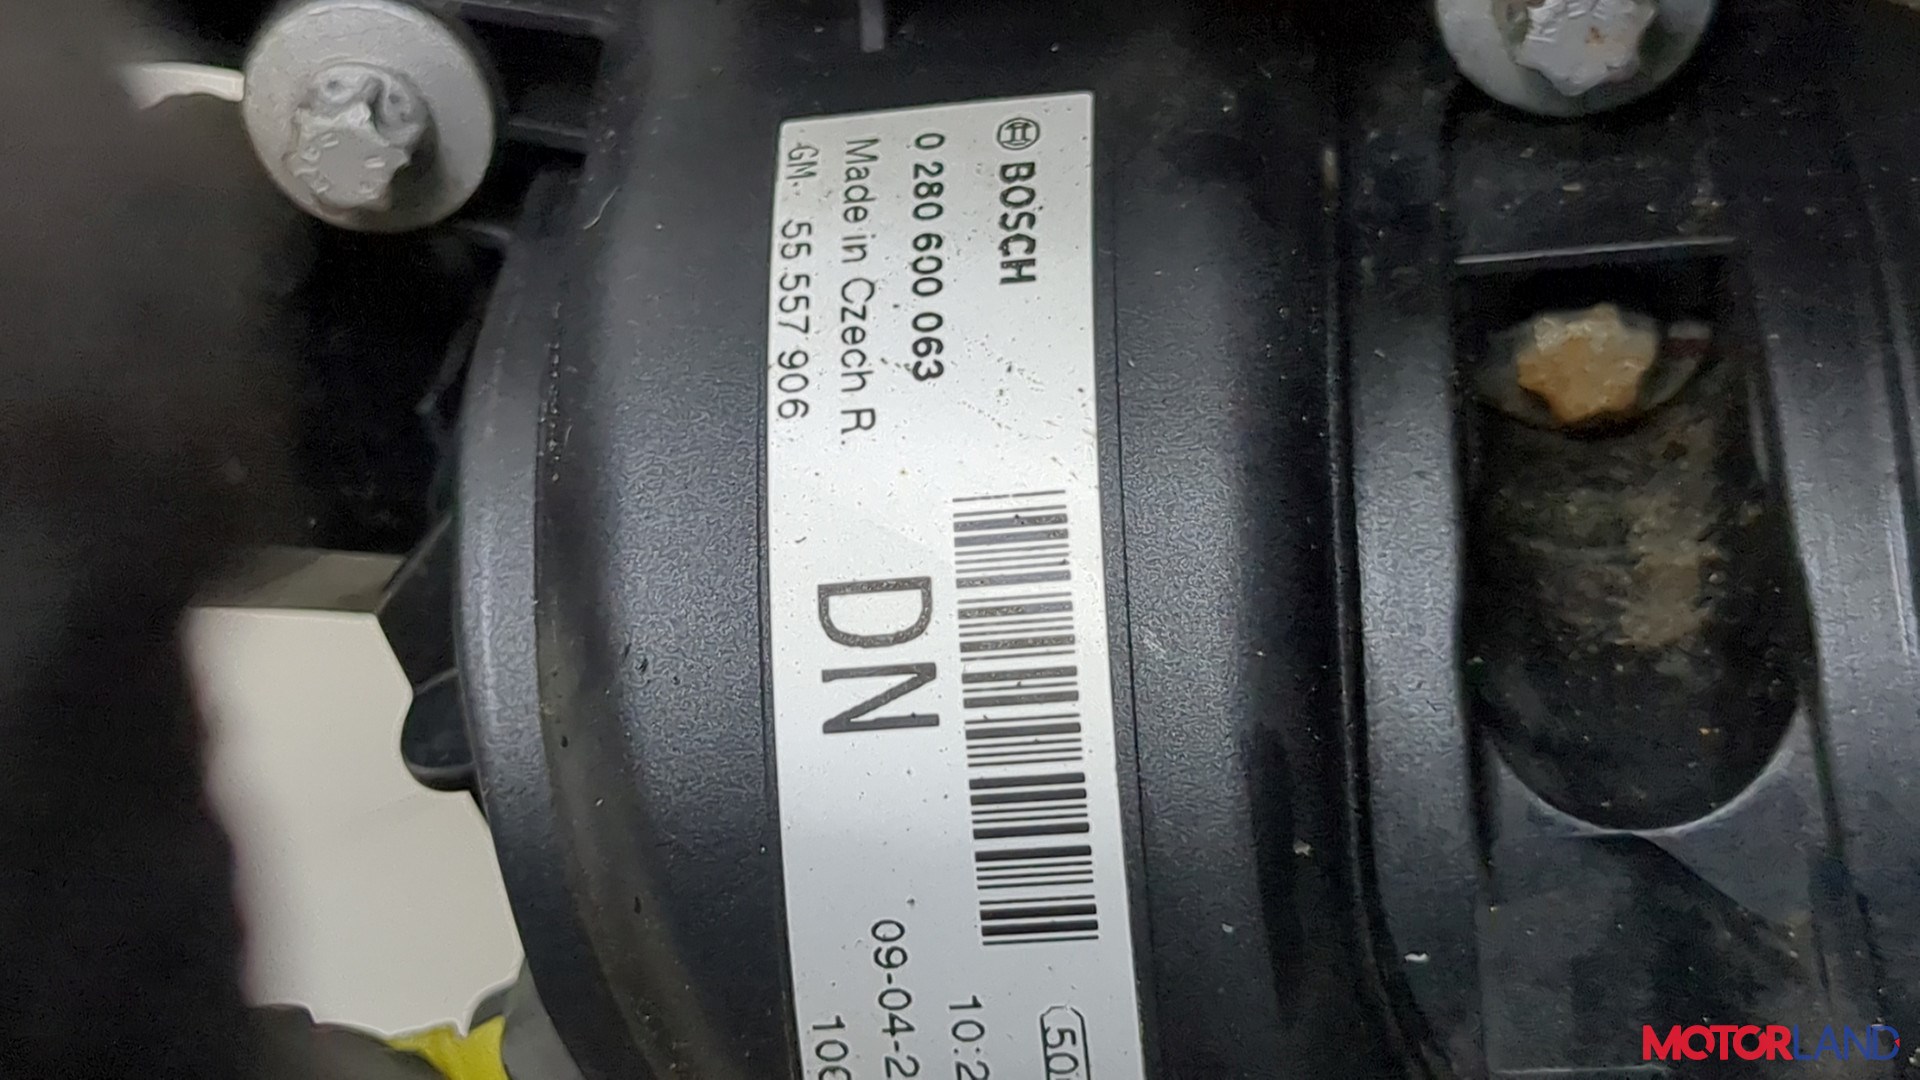 BOSCH
0 280 600 063
Made in Czech R.
GM- 55 557 906
DN
09-04-2
10:2
MOTORLAND